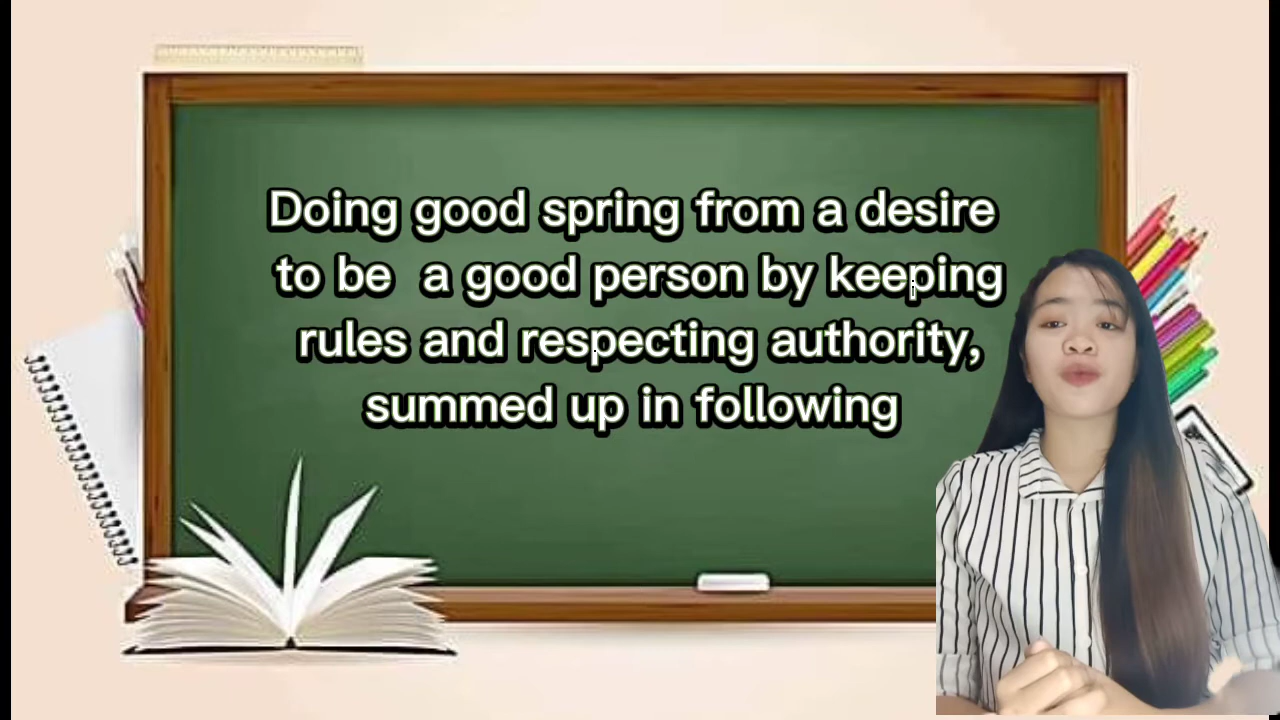 Doing good spring from a desire
to be a good person by keeping
rules and respecting authority,
summed up in following